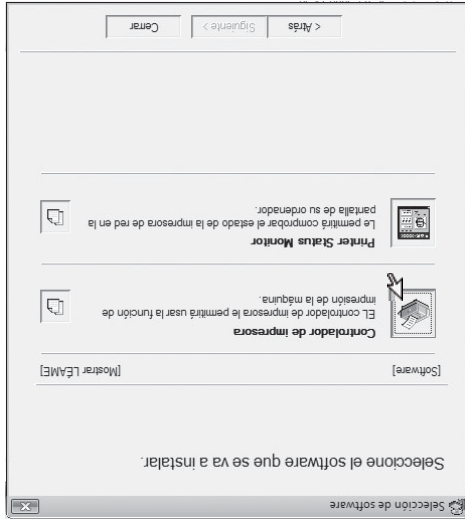 Selección de software
Seleccione el software que se va a instalar.
[Software] [Mostrar LÉAME]
Controlador de impresora
EL controlador de impresora le permitirá usar la función de
impresión de la máquina.
Printer Status Monitor
Le permitirá comprobar el estado de la impresora de red en la
pantalla de su ordenador.
< Atrás Siguiente > Cerrar